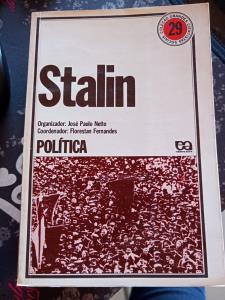 29
Stalin
Organizador: José Paulo Netto
Coordenador: Florestan Fernandes
POLÍTICA